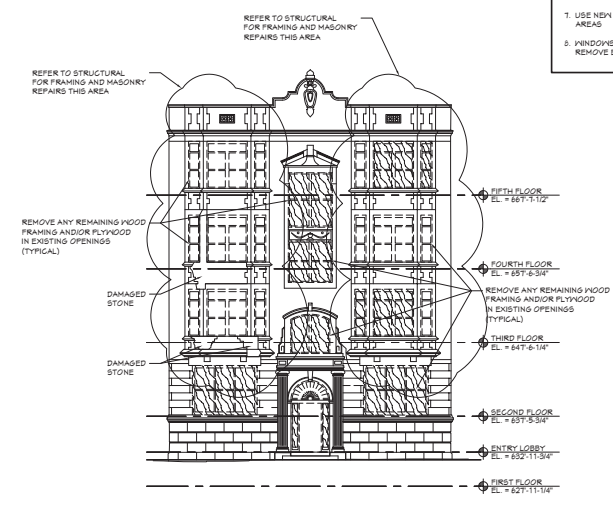 REFER TO STRUCTURAL
FOR FRAMING AND MASONRY
REPAIRS THIS AREA
7. USE NEW
AREAS
8. WINDOWS
REMOVE
REFER TO STRUCTURAL
FOR FRAMING AND MASONRY
REPAIRS THIS AREA
FIFTH FLOOR
EL. = 667'-7-1/2"
REMOVE ANY REMAINING WOOD
FRAMING AND/OR PLYWOOD
IN EXISTING OPENINGS
(TYPICAL)
FOURTH FLOOR
EL. = 657'-6-3/4"
DAMAGED
STONE
REMOVE ANY REMAINING WOOD
FRAMING AND/OR PLYWOOD
IN EXISTING OPENINGS
(TYPICAL)
THIRD FLOOR
EL. = 647'-6-1/4"
DAMAGED
STONE
SECOND FLOOR
EL. = 637'-5-3/4"
ENTRY LOBBY
EL. = 632'-11-3/4"
FIRST FLOOR
EL. = 627'-11-1/4"